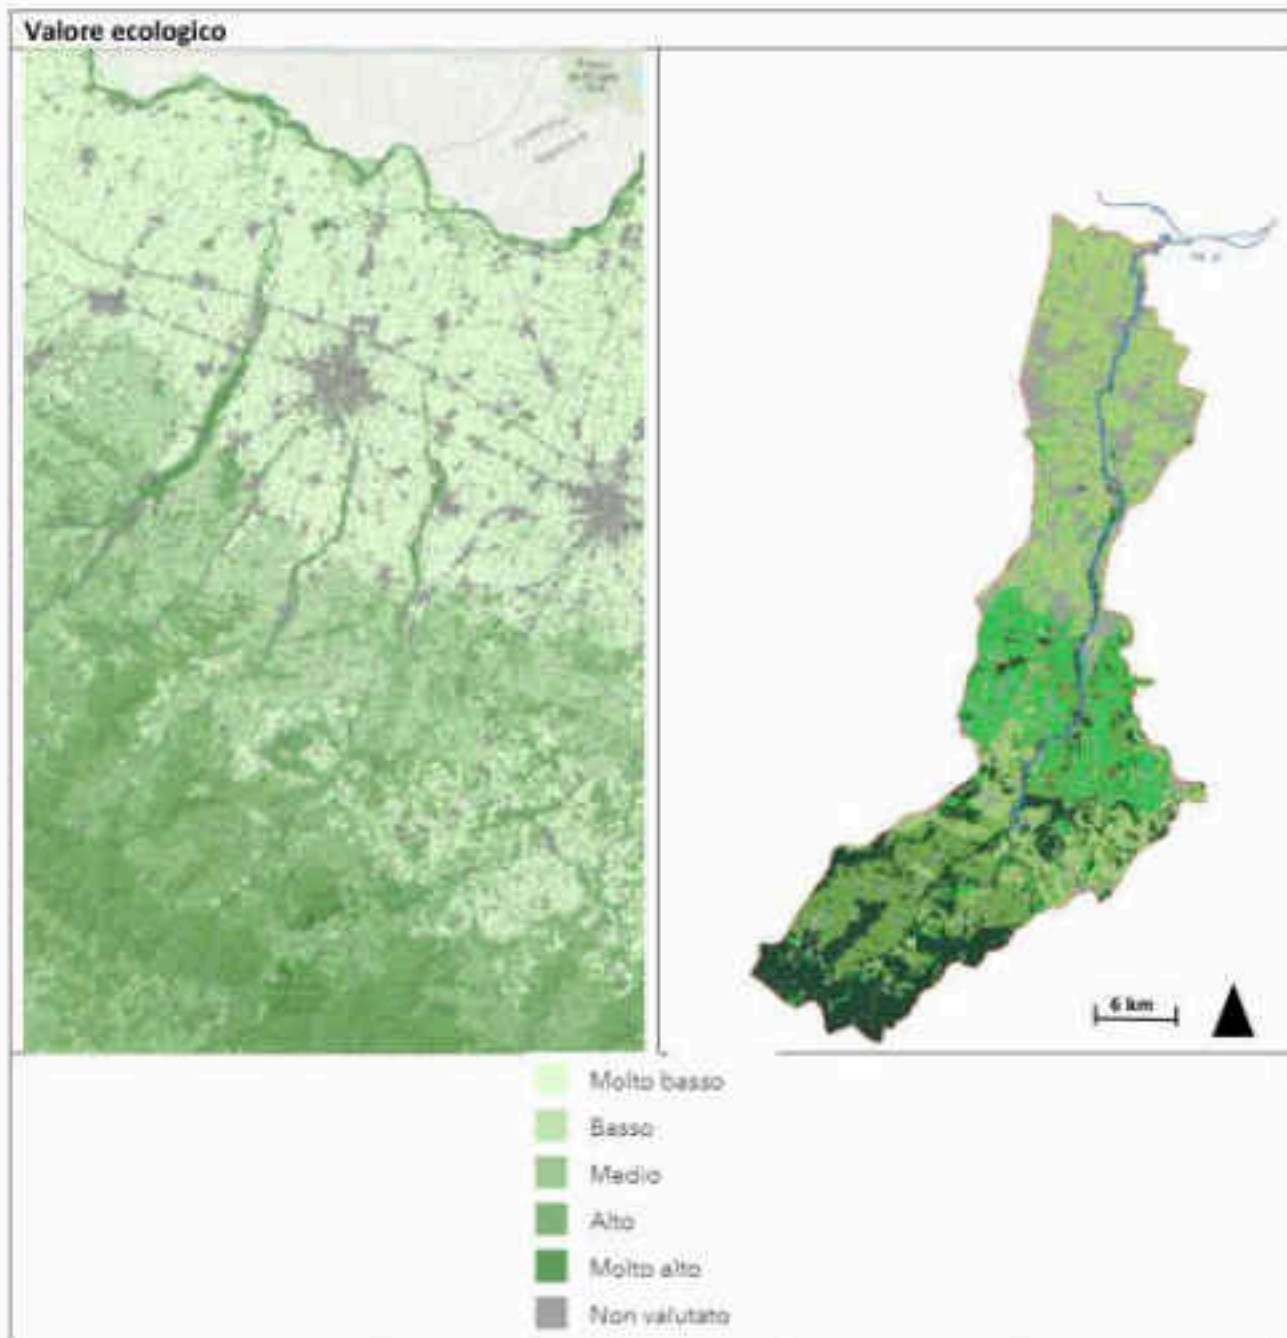 Valore ecologico
6 km
Molto basso
Basso
Medio
Alto
Molto alto
Non valutato